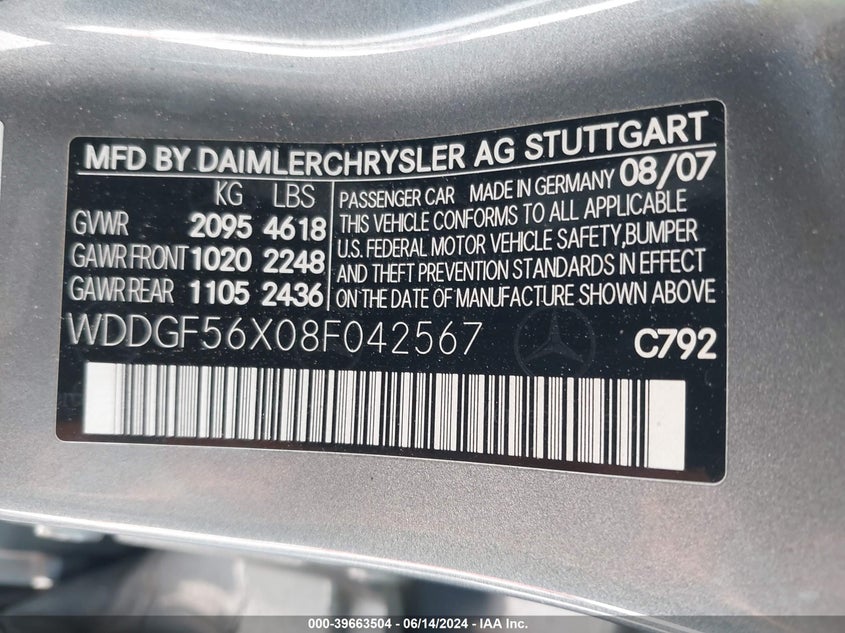 MFD BY DAIMLERCHRYSLER AG STUTTGART
KG LBS
GVWR 2095 4618
GAWR FRONT 1020 2248
GAWR REAR 1105 2436
PASSENGER CAR MADE IN GERMANY 08/07
THIS VEHICLE CONFORMS TO ALL APPLICABLE
U.S. FEDERAL MOTOR VEHICLE SAFETY, BUMPER
AND THEFT PREVENTION STANDARDS IN EFFECT
ON THE DATE OF MANUFACTURE SHOWN ABOVE
WDDGF56X08F042567
C792
000-39663504 - 06/14/2024 - IAA Inc.